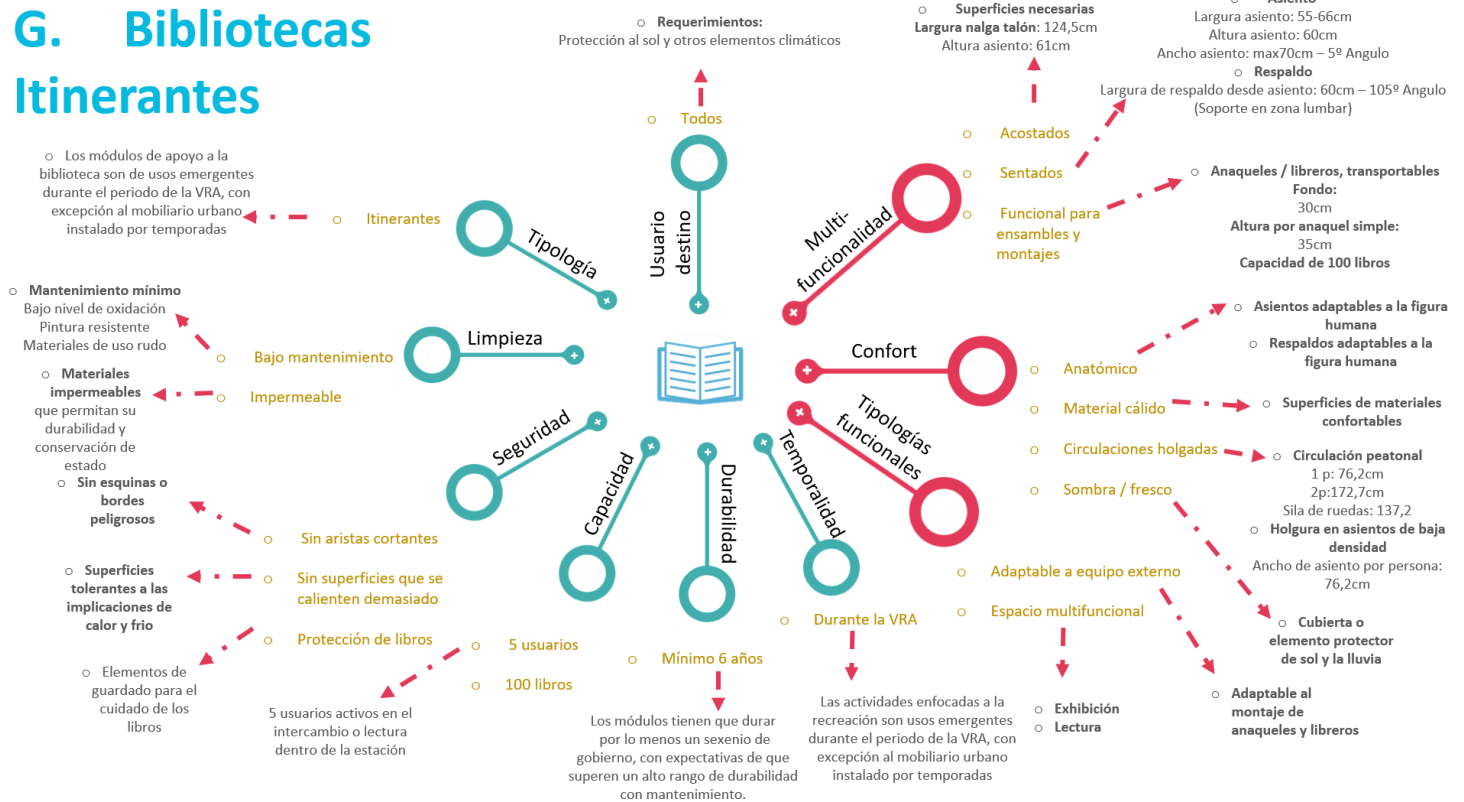 G. Bibliotecas
Itinerantes
○ Requerimientos:
Protección al sol y otros elementos climáticos
○ Todos
Usuario
destino
○ Superficies necesarias
Largura nalga talón: 124,5cm
Altura asiento: 61cm
○ Asiento
Largura asiento: 55-66cm
Altura asiento: 60cm
Ancho asiento: max70cm – 5º Angulo
○ Respaldo
Largura de respaldo desde asiento: 60cm – 105º Angulo
(Soporte en zona lumbar)
○ Acostados
○ Sentados
○ Funcional para
ensambles y
montajes
Multi-
funcionalidad
○ Anaqueles / libreros, transportables
Fondo:
30cm
Altura por anaquel simple:
35cm
Capacidad de 100 libros
○ Los módulos de apoyo a la
biblioteca son de usos emergentes
durante el periodo de la VRA, con
excepción al mobiliario urbano
instalado por temporadas
○ Itinerantes
Tipología
○ Mantenimiento mínimo
Bajo nivel de oxidación
Pintura resistente
Materiales de uso rudo
○ Bajo mantenimiento
○ Impermeable
Limpieza
○ Materiales
impermeables
que permitan su
durabilidad y
conservación de
estado
Confort
○ Anatómico
○ Material cálido
○ Circulaciones holgadas
○ Sombra / fresco
○ Asientos adaptables a la figura
humana
○ Respaldos adaptables a la
figura humana
○ Superficies de materiales
confortables
○ Circulación peatonal
1 p: 76,2cm
2p:172,7cm
Sila de ruedas: 137,2
○ Holgura en asientos de baja
densidad
Ancho de asiento por persona:
76,2cm
○ Cubierta o
elemento protector
de sol y la lluvia
Seguridad
○ Sin esquinas o
bordes
peligrosos
○ Sin aristas cortantes
○ Sin superficies que se
calienten demasiado
○ Protección de libros
○ Superficies
tolerantes a las
implicaciones de
calor y frio
○ Elementos de
guardado para el
cuidado de los
libros
Capacidad
○ 5 usuarios
○ 100 libros
5 usuarios activos en el
intercambio o lectura
dentro de la estación
Durabilidad
○ Mínimo 6 años
Los módulos tienen que durar
por lo menos un sexenio de
gobierno, con expectativas de que
superen un alto rango de durabilidad
con mantenimiento.
Temporalidad
○ Durante la VRA
Las actividades enfocadas a la
recreación son usos emergentes
durante el periodo de la VRA, con
excepción al mobiliario urbano
instalado por temporadas
Tipologías
funcionales
○ Adaptable a equipo externo
○ Espacio multifuncional
○ Exhibición
○ Lectura
○ Adaptable al
montaje de
anaqueles y libreros